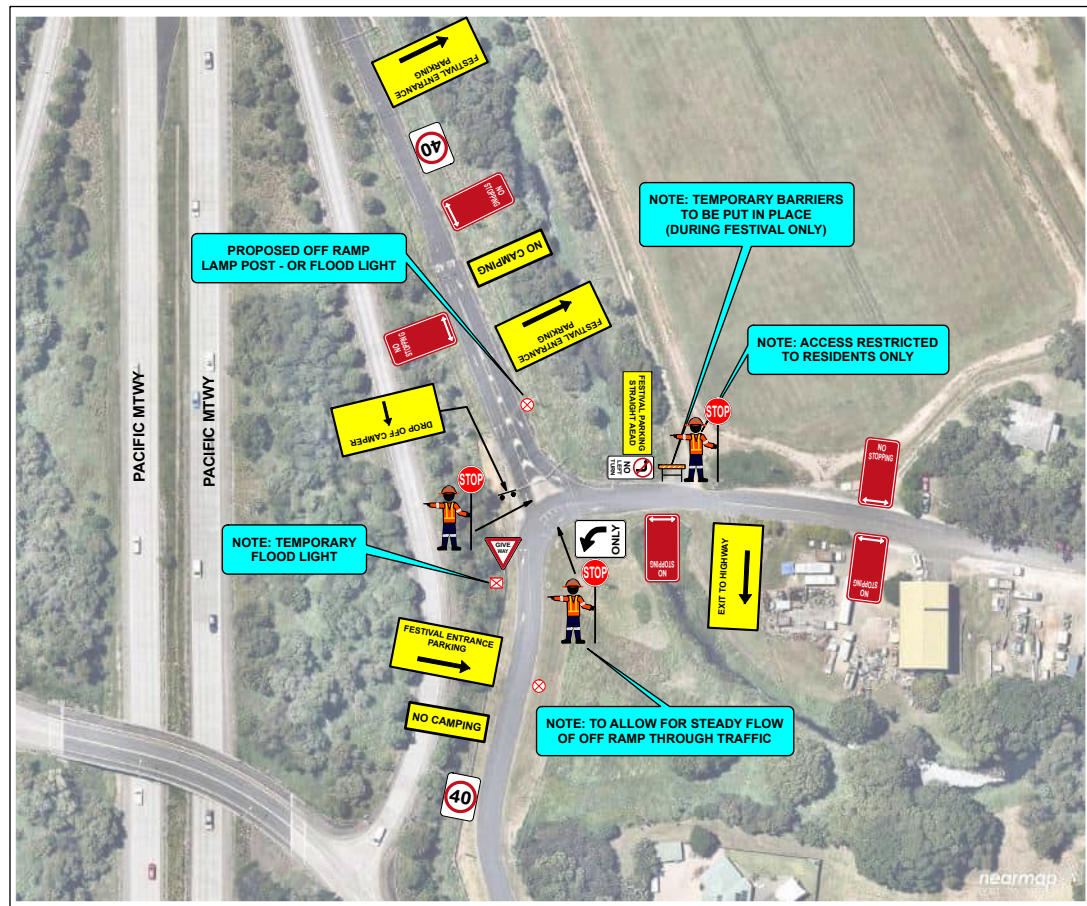 FESTIVAL ENTRANCE
PARKING
40
NO
STOPPING
NOTE: TEMPORARY BARRIERS
TO BE PUT IN PLACE
(DURING FESTIVAL ONLY)
PROPOSED OFF RAMP
LAMP POST - OR FLOOD LIGHT
NO CAMPING
FESTIVAL ENTRANCE
PARKING
NO
STOPPING
NOTE: ACCESS RESTRICTED
TO RESIDENTS ONLY
PACIFIC MTWY
PACIFIC MTWY
FESTIVAL PARKING
STRAIGHT AEAD
STOP
DROP OFF CAMPER
NO
LEFT
TURN
NO
STOPPING
STOP
NOTE: TEMPORARY
FLOOD LIGHT
GIVE
WAY
ONLY
NO
STOPPING
EXIT TO HIGHWAY
NO
STOPPING
STOP
FESTIVAL ENTRANCE
PARKING
NO CAMPING
NOTE: TO ALLOW FOR STEADY FLOW
OF OFF RAMP THROUGH TRAFFIC
40
nearmap